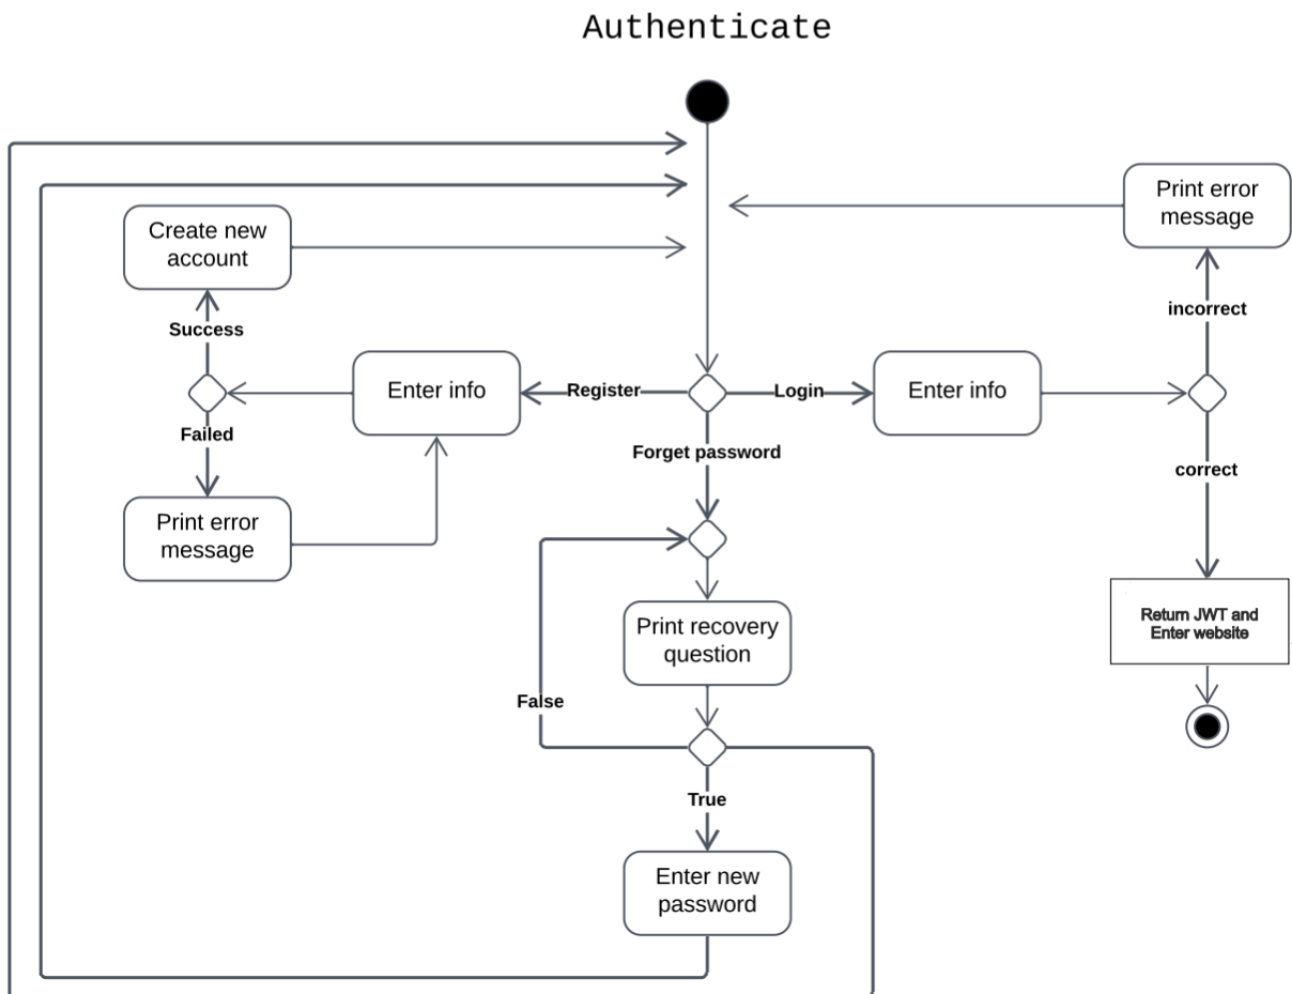 Authenticate
Print error
message
Create new
account
Success
incorrect
Enter info
Register
Login
Enter info
Failed
Forget password
correct
Print error
message
Print recovery
question
Return JWT and
Enter website
False
True
Enter new
password